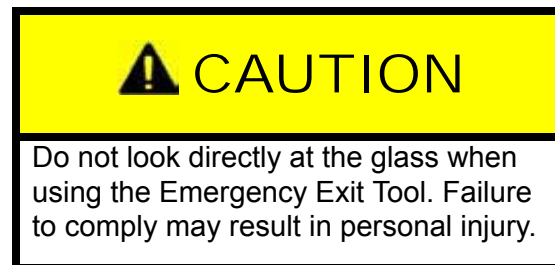 CAUTION
Do not look directly at the glass when
using the Emergency Exit Tool. Failure
to comply may result in personal injury.